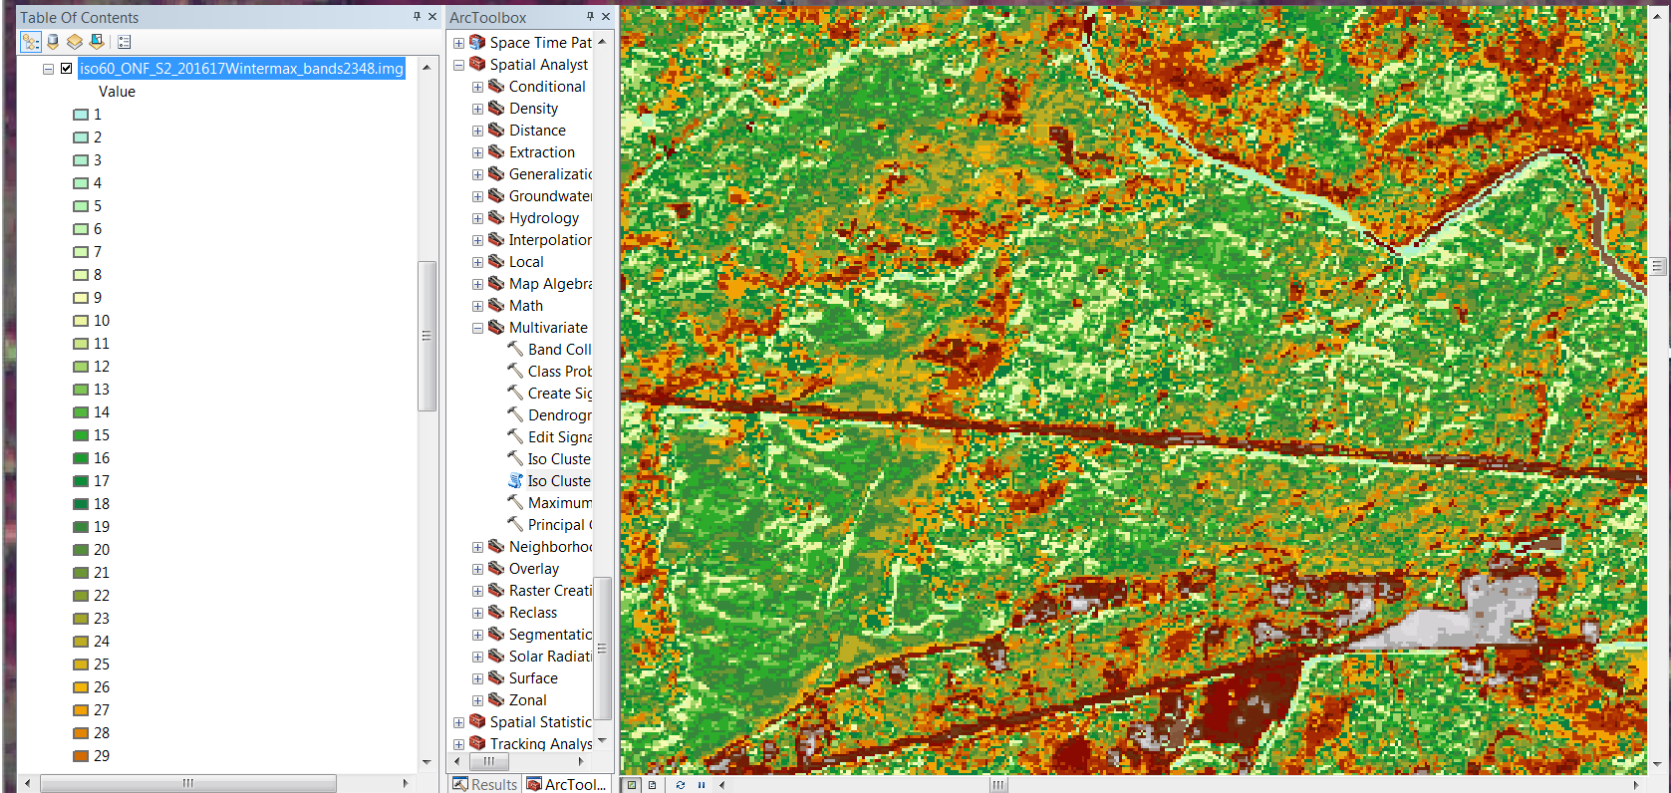 Table Of Contents
iso60_ONF_S2_201617Wintermax_bands2348.img
Value
1
2
3
4
5
6
7
8
9
10
11
12
13
14
15
16
17
18
19
20
21
22
23
24
25
26
27
28
29
ArcToolbox
Space Time Pat
Spatial Analyst
Conditional
Density
Distance
Extraction
Generalizatic
Groundwater
Hydrology
Interpolation
Local
Map Algebra
Math
Multivariate
Band Coll
Class Prob
Create Sig
Dendrogr
Edit Signa
Iso Cluste
Iso Cluste
Maximum
Principal C
Neighborhoo
Overlay
Raster Creati
Reclass
Segmentatic
Solar Radiati
Surface
Zonal
Spatial Statistic
Tracking Analys
Results
ArcTool...